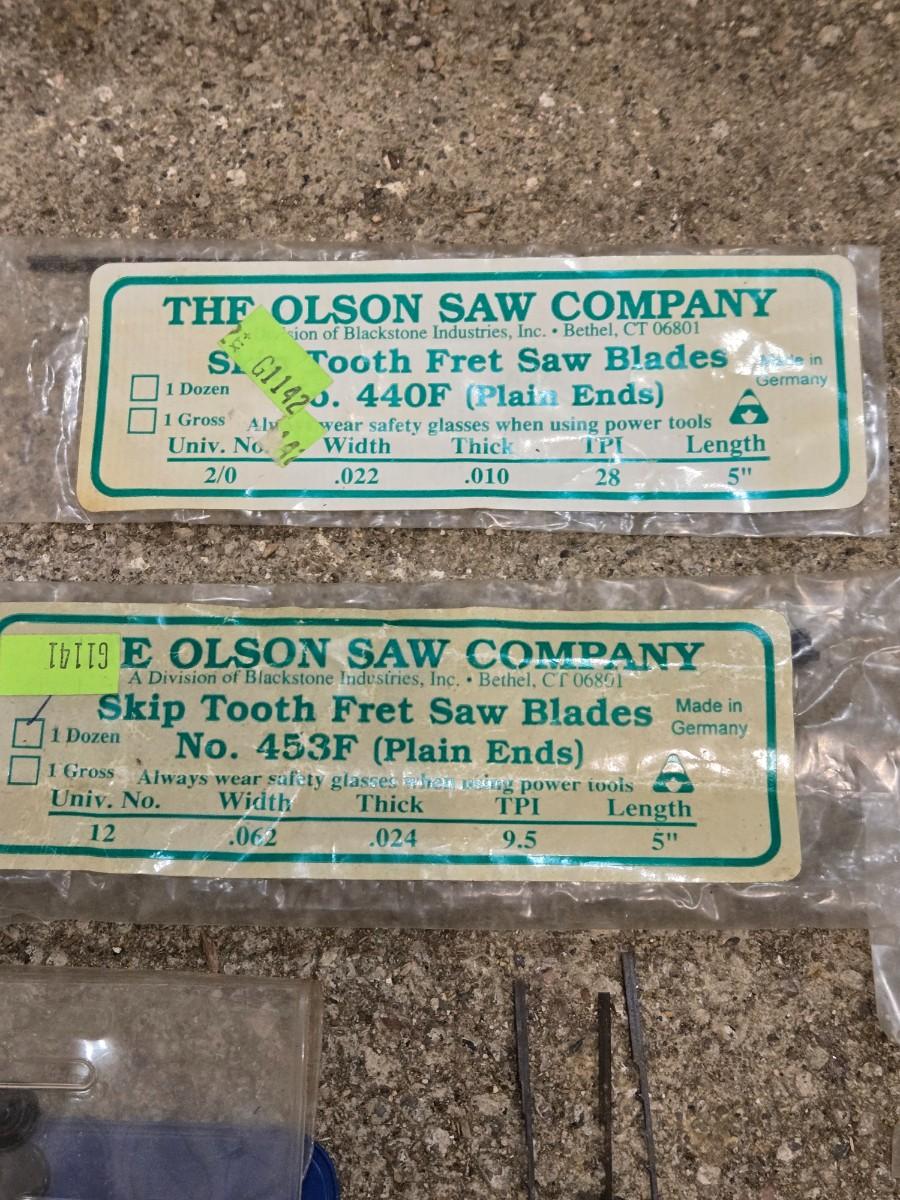 THE OLSON SAW COMPANY
ision of Blackstone Industries, Inc. • Bethel, CT 06801
Tooth Fret Saw Blades
Made in
Germany
G1142
1 Dozen
440F (Plain Ends)
1 Gross
wear safety glasses when using power tools
Univ. No. Width Thick TPI Length
2/0 .022 .010 28 5"
G1141
E OLSON SAW COMPANY
A Division of Blackstone Industries, Inc. • Bethel, CT 06801
Skip Tooth Fret Saw Blades
Made in
Germany
1 Dozen
No. 453F (Plain Ends)
1 Gross
Always wear safety glasses when using power tools
Univ. No. Width Thick TPI Length
12 .062 .024 9.5 5"